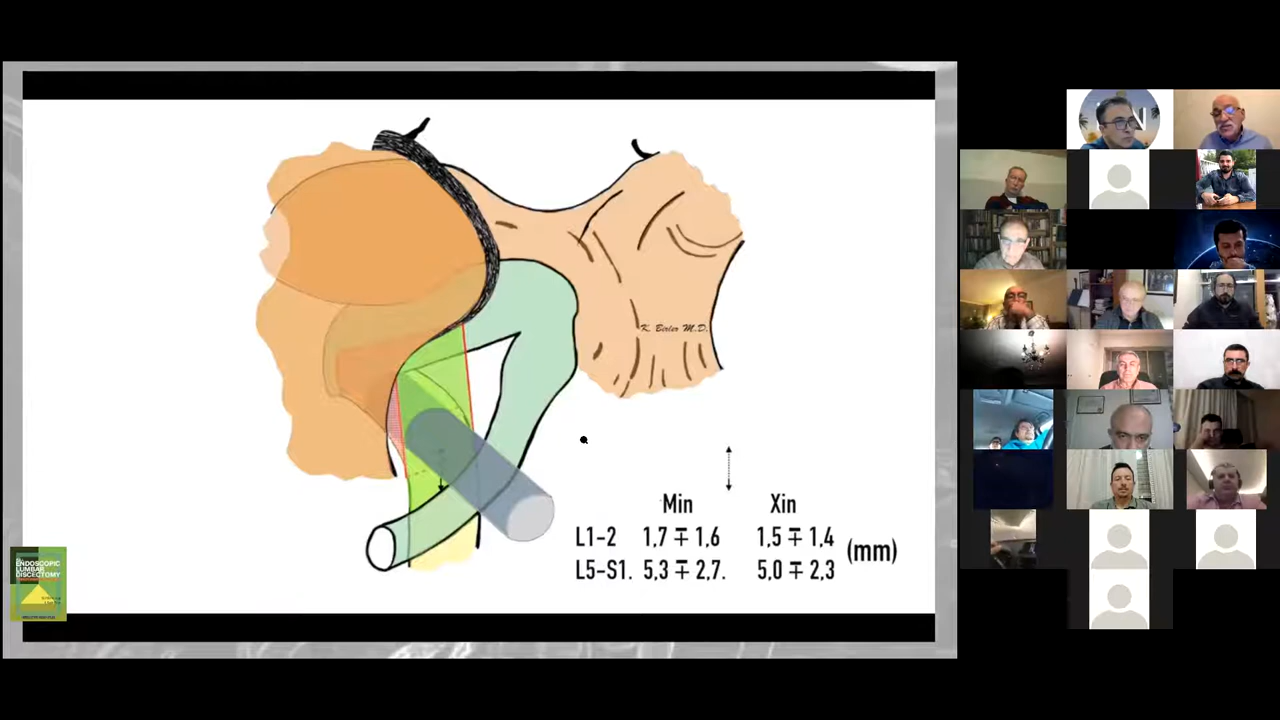 N
K. Birler M.D.
Min Xin
L1-2 1,7 ∓ 1,6 1,5 ∓ 1,4
(mm)
L5-S1. 5,3 ∓ 2,7. 5,0 ∓ 2,3
ENDOSCOPIC
LUMBAR
DISCECTOMY